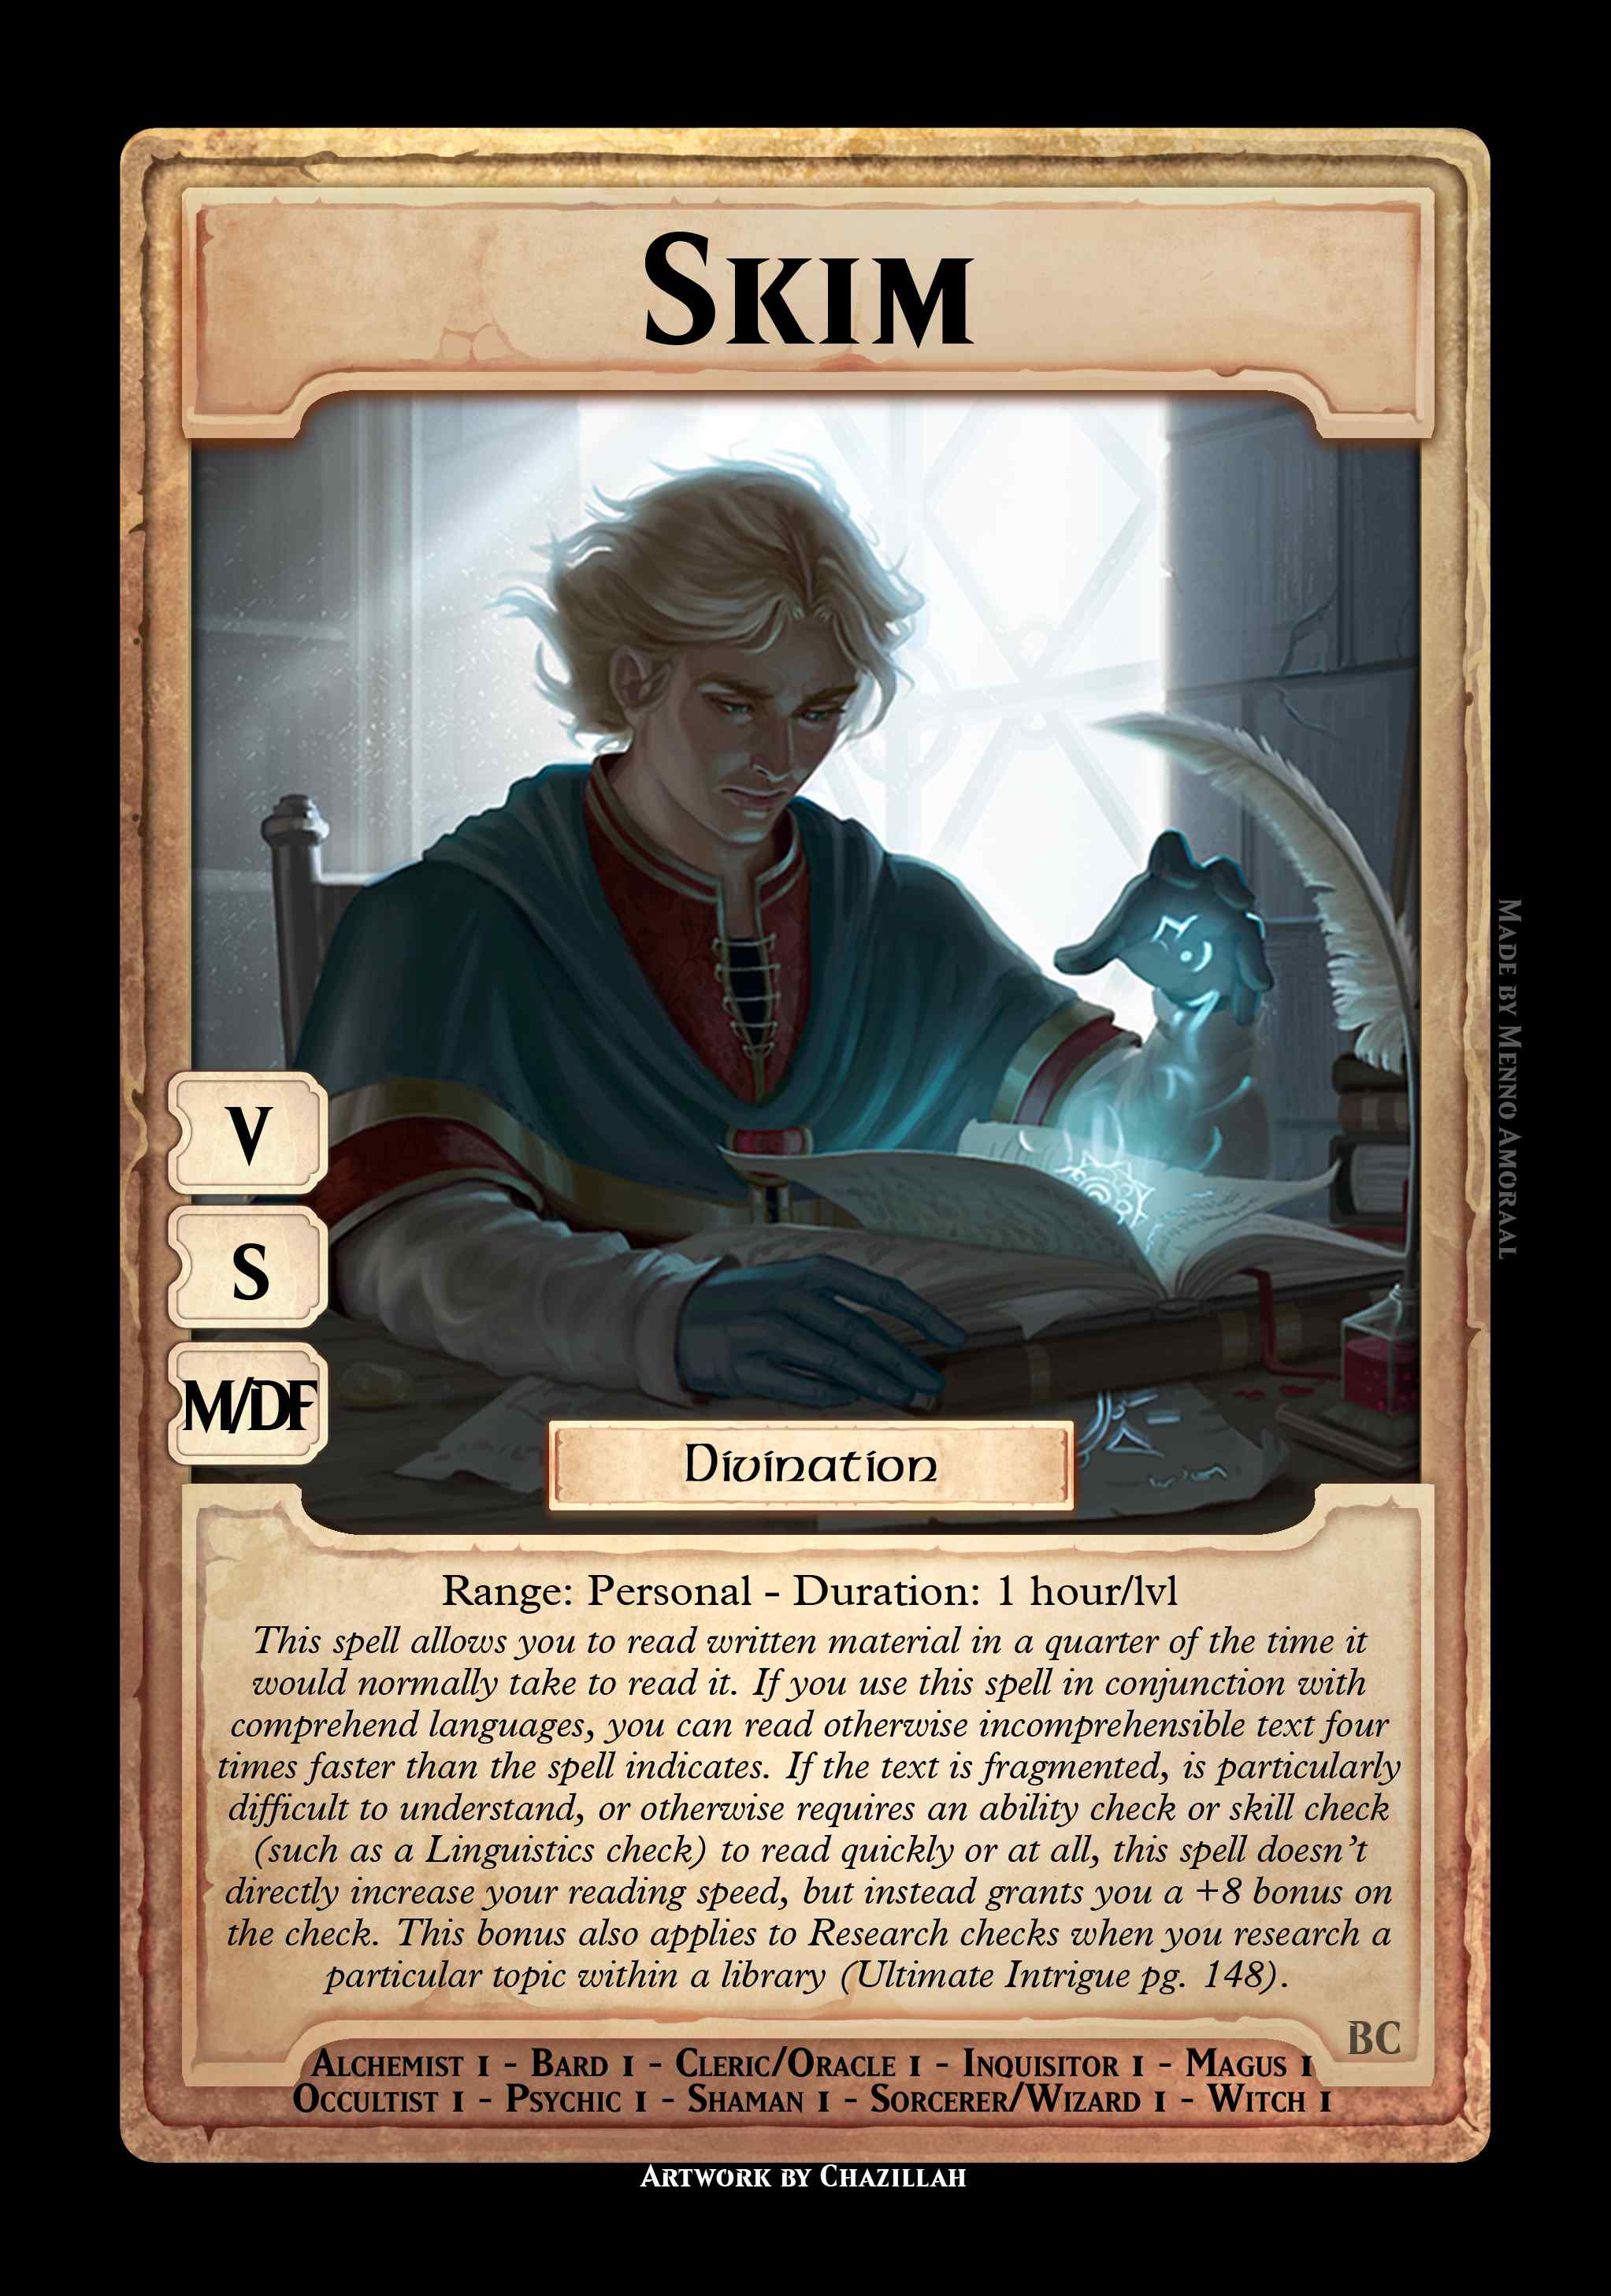 Skim
Made by Menno Amoraal
V
S
M/DF
Divination
Range: Personal - Duration: 1 hour/lvl
This spell allows you to read written material in a quarter of the time it
would normally take to read it. If you use this spell in conjunction with
comprehend languages, you can read otherwise incomprehensible text four
times faster than the spell indicates. If the text is fragmented, is particularly
difficult to understand, or otherwise requires an ability check or skill check
(such as a Linguistics check) to read quickly or at all, this spell doesn't
directly increase your reading speed, but instead grants you a +8 bonus on
the check. This bonus also applies to Research checks when you research a
particular topic within a library (Ultimate Intrigue pg. 148).
BC
Alchemist 1 - Bard 1 - Cleric/Oracle 1 - Inquisitor 1 - Magus 1
Occultist 1 - Psychic 1 - Shaman 1 - Sorcerer/Wizard 1 - Witch 1
Artwork by Chazillah